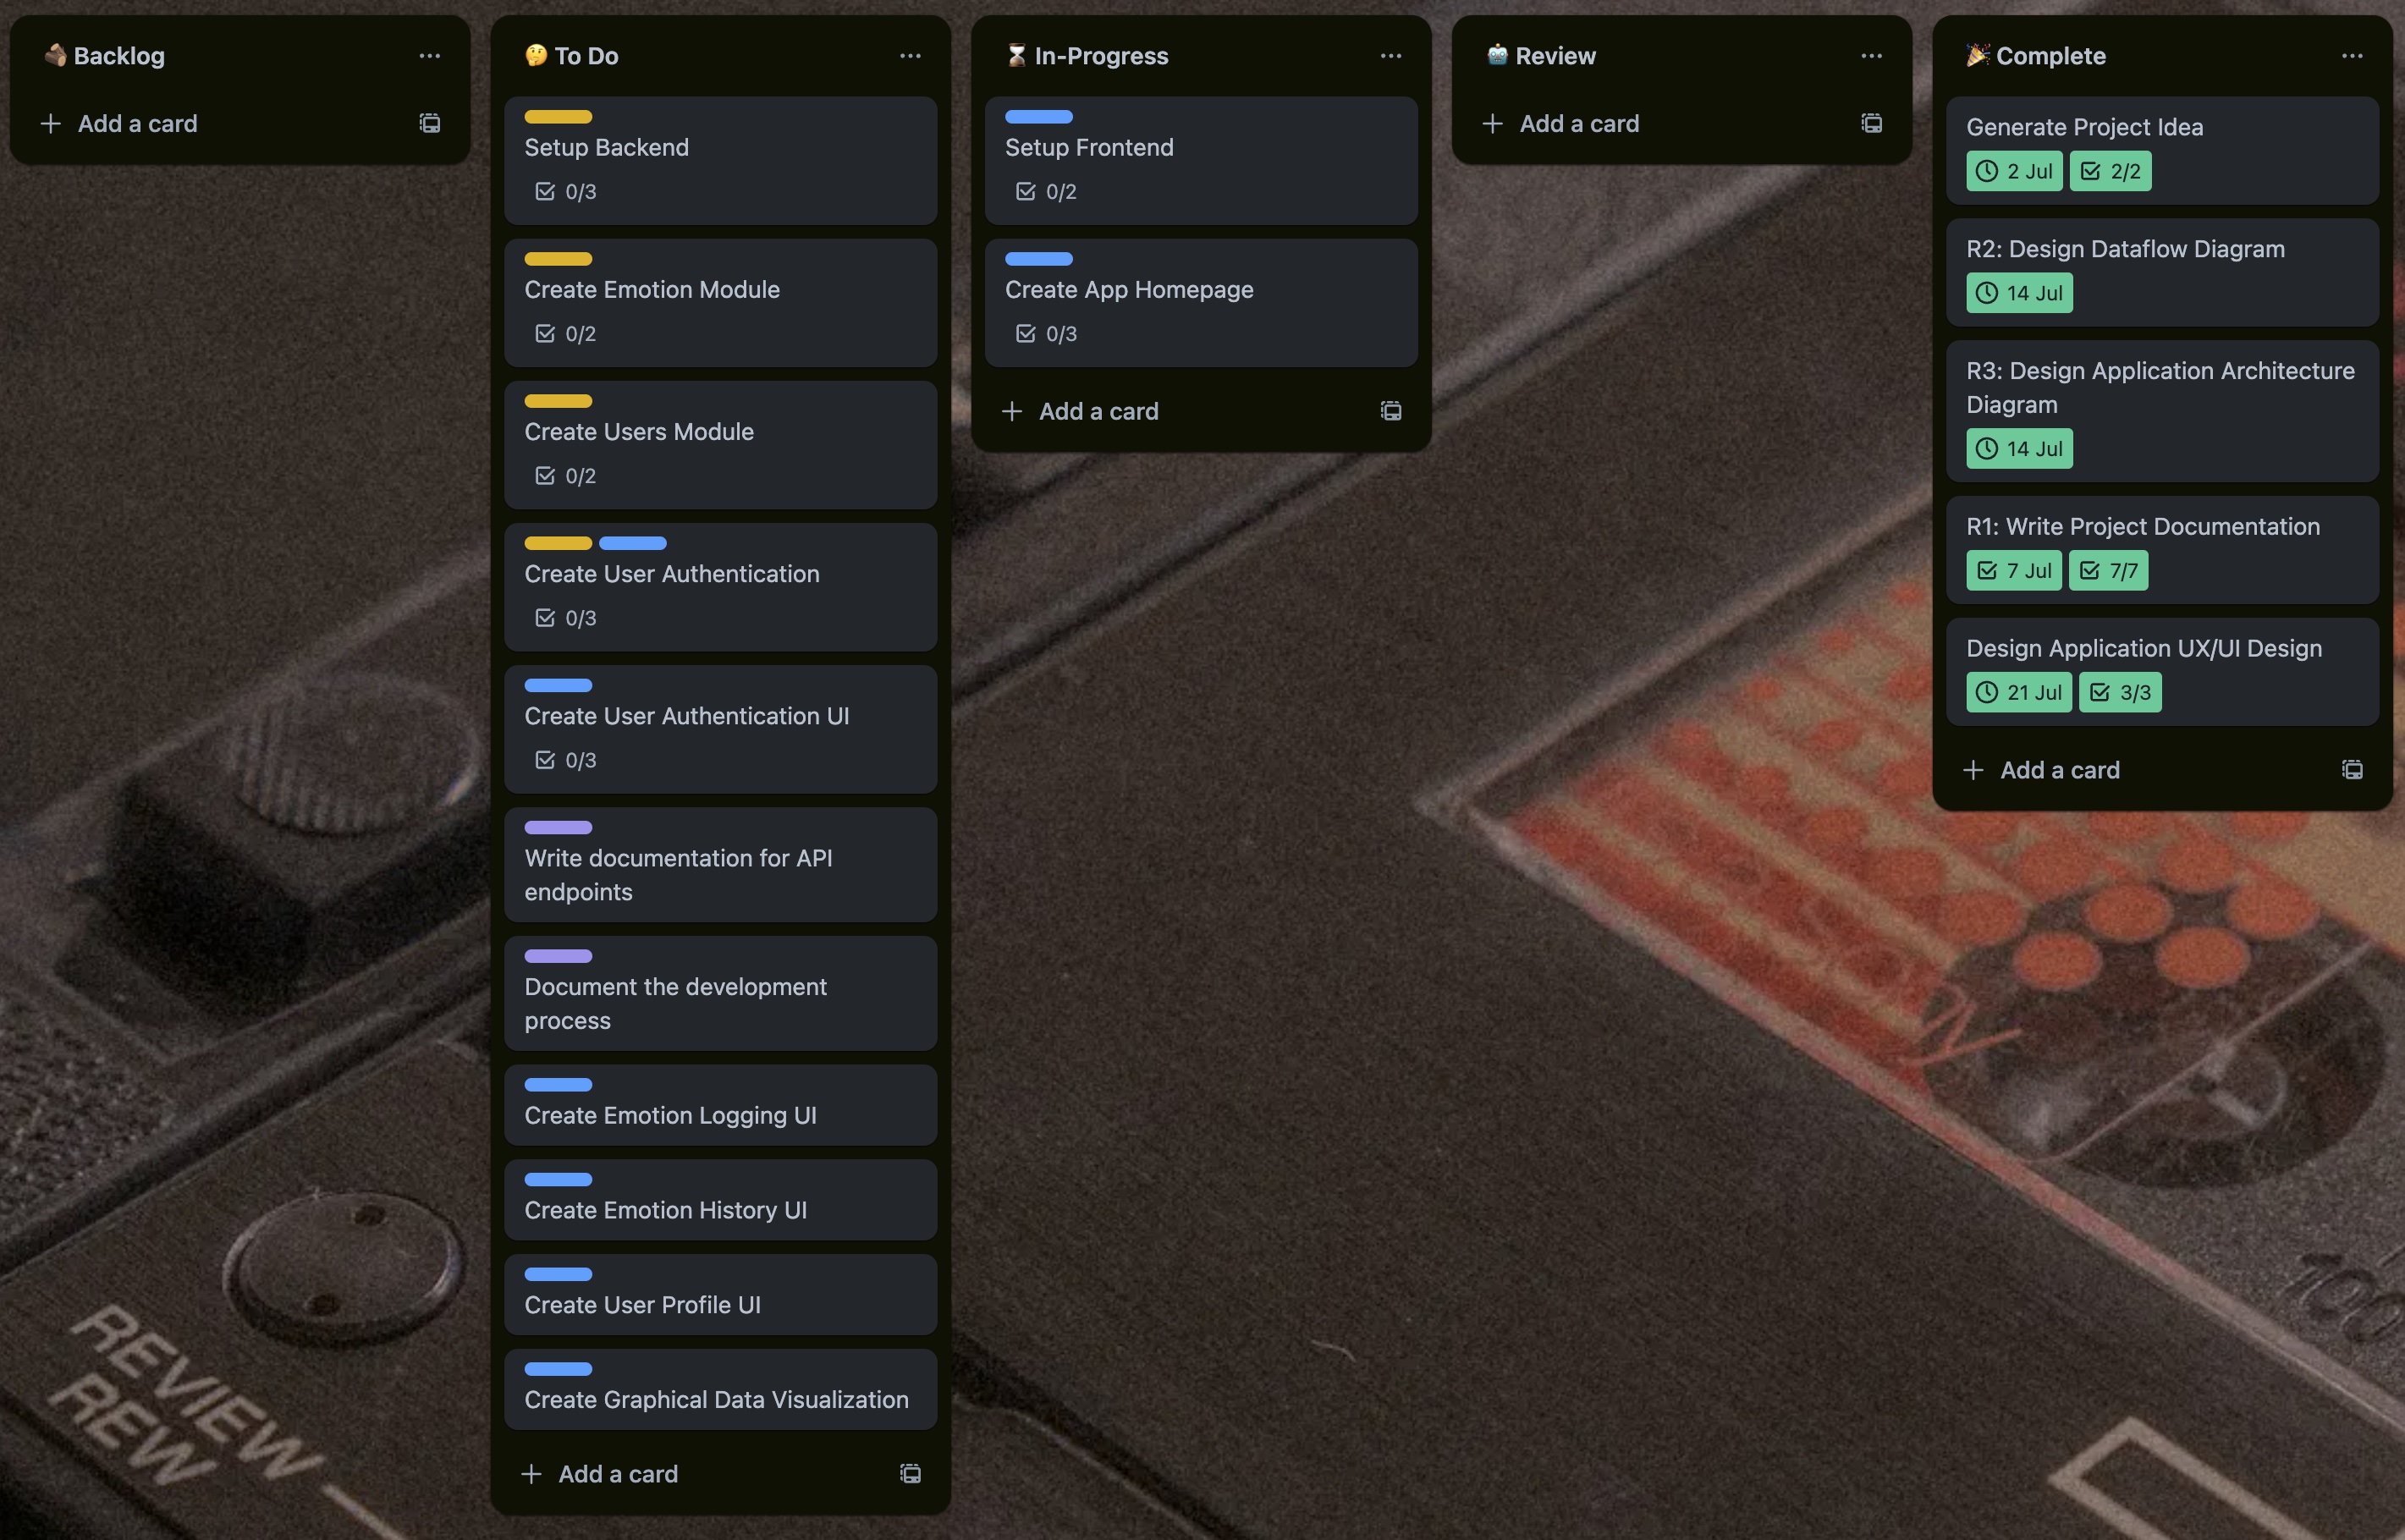 Backlog
Add a card
To Do
Setup Backend
0/3
Create Emotion Module
0/2
Create Users Module
0/2
Create User Authentication
0/3
Create User Authentication UI
0/3
Write documentation for API
endpoints
Document the development
process
Create Emotion Logging UI
Create Emotion History UI
Create User Profile UI
Create Graphical Data Visualization
Add a card
In-Progress
Setup Frontend
0/2
Create App Homepage
0/3
Add a card
Review
Add a card
Complete
Generate Project Idea
2 Jul 2/2
R2: Design Dataflow Diagram
14 Jul
R3: Design Application Architecture
Diagram
14 Jul
R1: Write Project Documentation
7 Jul 7/7
Design Application UX/UI Design
21 Jul 3/3
Add a card
REVIEW
REW
100